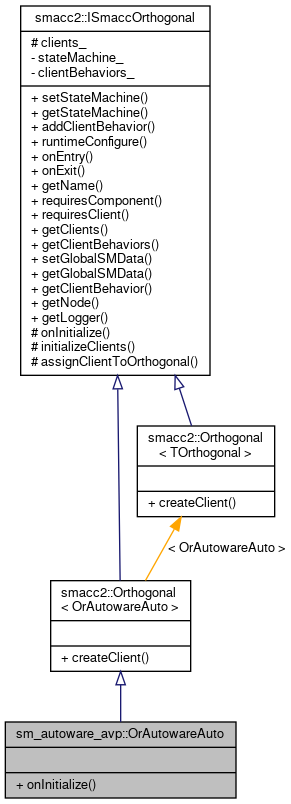 smacc2::ISmaccOrthogonal
# clients_
- stateMachine_
- clientBehaviors_
+ setStateMachine()
+ getStateMachine()
+ addClientBehavior()
+ runtimeConfigure()
+ onEntry()
+ onExit()
+ getName()
+ requiresComponent()
+ requiresClient()
+ getClients()
+ getClientBehaviors()
+ setGlobalSMData()
+ getGlobalSMData()
+ getClientBehavior()
+ getNode()
+ getLogger()
# onInitialize()
# initializeClients()
# assignClientToOrthogonal()
smacc2::Orthogonal
< TOrthogonal >
+ createClient()
< OrAutowareAuto >
smacc2::Orthogonal
< OrAutowareAuto >
+ createClient()
sm_autoware_avp::OrAutowareAuto
+ onInitialize()